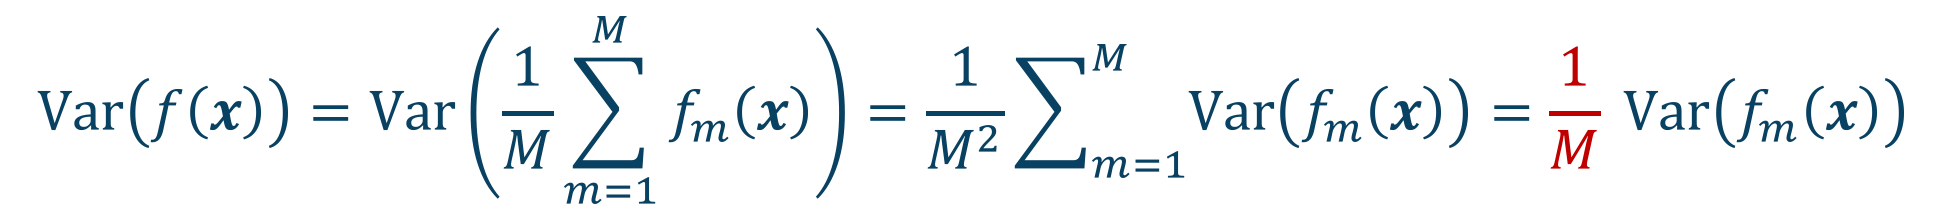 Var(f(𝒙)) = Var(1/M ∑_{m=1}^{M} f_m(𝒙)) = 1/M² ∑_{m=1}^{M} Var(f_m(𝒙)) = 1/M Var(f_m(𝒙))